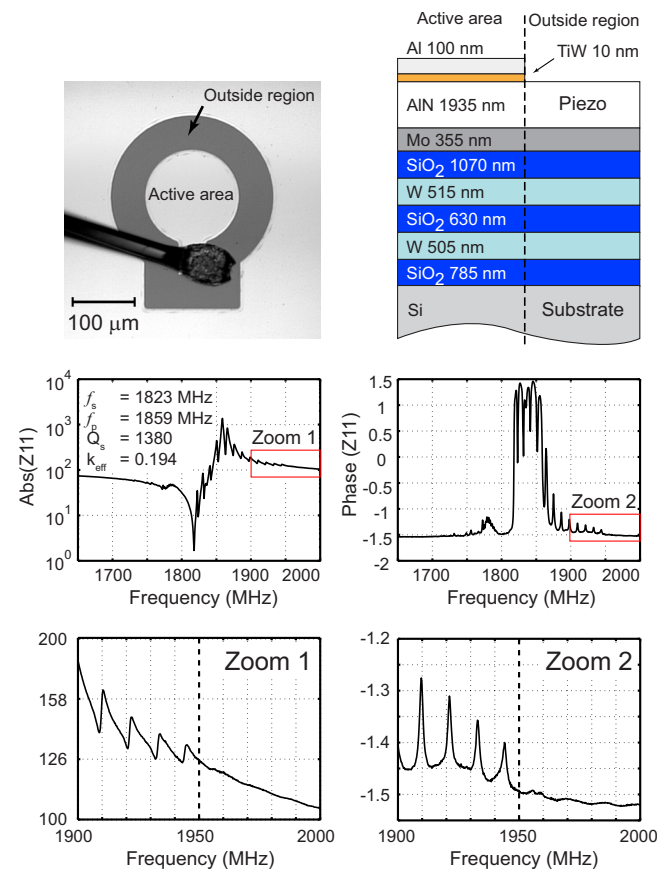 Active area
Outside region
Al 100 nm
TiW 10 nm
Outside region
Active area
100 μm
AlN 1935 nm
Piezo
Mo 355 nm
SiO2 1070 nm
W 515 nm
SiO2 630 nm
W 505 nm
SiO2 785 nm
Si
Substrate
10^4
10^3
10^2
10^1
10^0
Abs(Z11)
fs = 1823 MHz
fp = 1859 MHz
Qs = 1380
keff = 0.194
Zoom 1
1700
1800
1900
2000
Frequency (MHz)
1.5
1
0.5
0
-0.5
-1
-1.5
-2
Phase (Z11)
Zoom 2
1700
1800
1900
2000
Frequency (MHz)
200
158
126
100
Zoom 1
1900
1950
2000
Frequency (MHz)
-1.2
-1.3
-1.4
-1.5
Zoom 2
1900
1950
2000
Frequency (MHz)